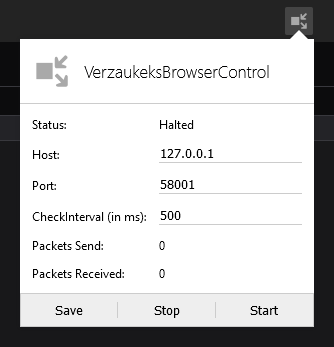 VerzaukeksBrowserControl
Status: Halted
Host: 127.0.0.1
Port: 58001
CheckInterval (in ms): 500
Packets Send: 0
Packets Received: 0
Save Stop Start